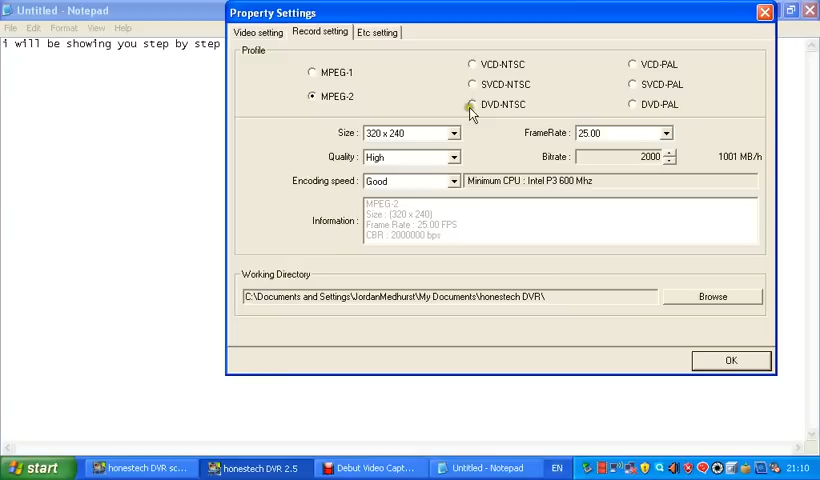 Untitled - Notepad
File Edit Format View Help
i will be showing you step by step
Property Settings
Video setting Record setting Etc setting
Profile
MPEG-1
MPEG-2
VCD-NTSC
SVCD-NTSC
DVD-NTSC
VCD-PAL
SVCD-PAL
DVD-PAL
Size : 320 x 240 FrameRate : 25.00
Quality : High Bitrate : 2000 1001 MB/h
Encoding speed : Good Minimum CPU : Intel P3 600 Mhz
Information :
MPEG-2
Size : (320 x 240)
Frame Rate : 25.00 FPS
CBR : 2000000 bps
Working Directory
C:\Documents and Settings\JordanMedhurst\My Documents\honestech DVR\ Browse
OK
start honestech DVR sc... honestech DVR 2.5 Debut Video Capt... Untitled - Notepad EN 21:10